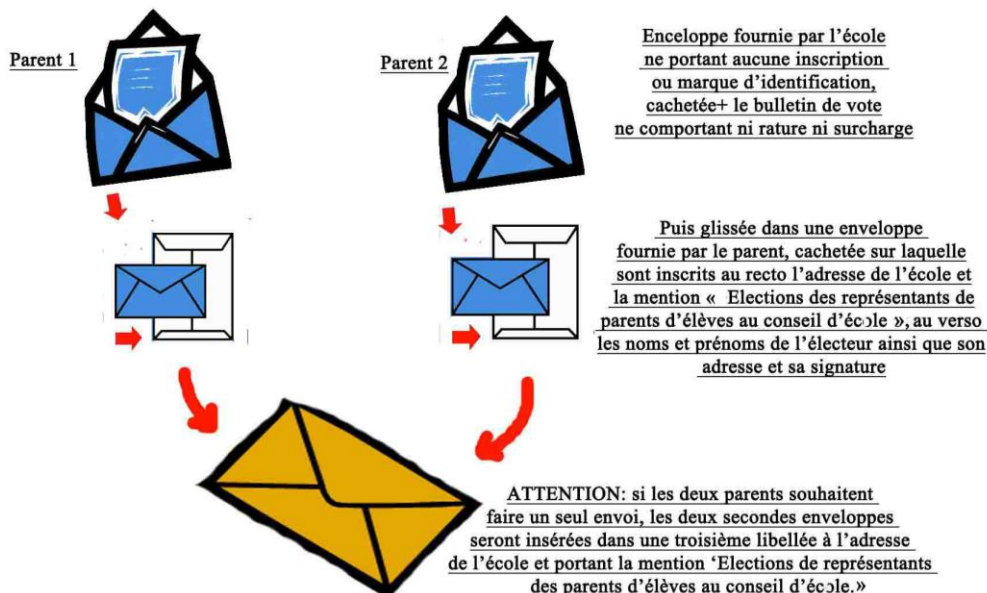 Parent 1
Parent 2
Enceloppe fournie par l'école
ne portant aucune inscription
ou marque d'identification,
cachetée+ le bulletin de vote
ne comportant ni rature ni surcharge
Puis glissée dans une enveloppe
fournie par le parent, cachetée sur laquelle
sont inscrits au recto l'adresse de l'école et
la mention « Elections des représentants de
parents d'élèves au conseil d'école », au verso
les noms et prénoms de l'électeur ainsi que son
adresse et sa signature
ATTENTION: si les deux parents souhaitent
faire un seul envoi, les deux secondes enveloppes
seront insérées dans une troisième libellée à l'adresse
de l'école et portant la mention ‘Elections de représentants
des parents d'élèves au conseil d'école.»